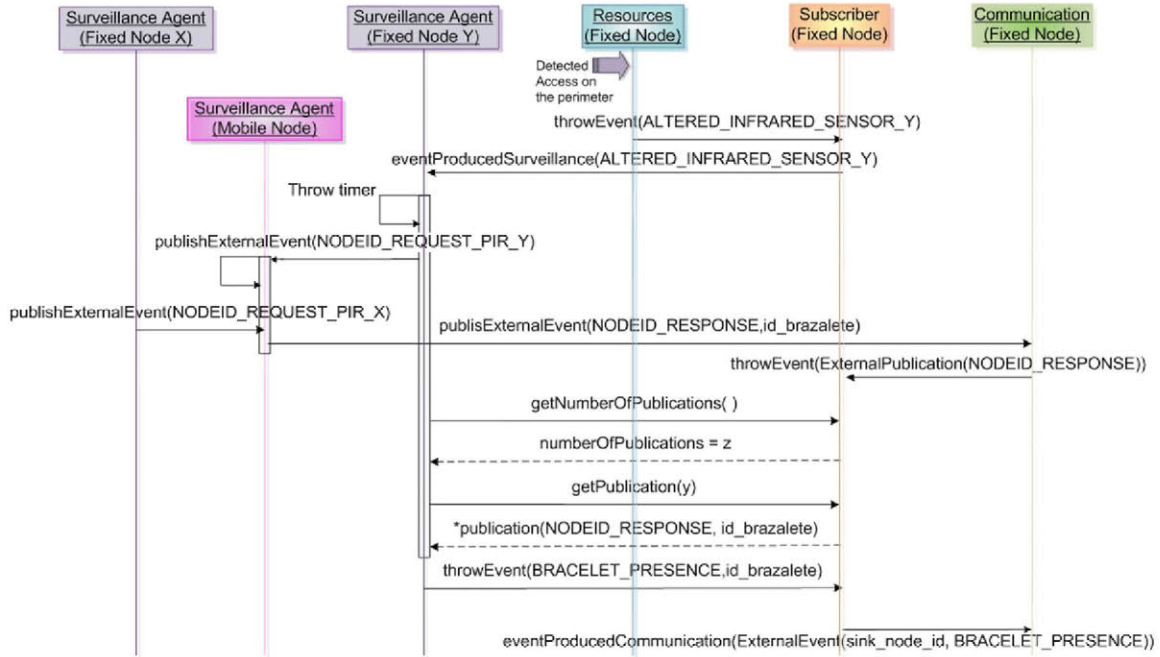 Surveillance Agent
(Fixed Node X)
Surveillance Agent
(Fixed Node Y)
Resources
(Fixed Node)
Subscriber
(Fixed Node)
Communication
(Fixed Node)
Detected
Access on
the perimeter
Surveillance Agent
(Mobile Node)
throwEvent(ALTERED_INFRARED_SENSOR_Y)
eventProducedSurveillance(ALTERED_INFRARED_SENSOR_Y)
Throw timer
publishExternalEvent(NODEID_REQUEST_PIR_Y)
publishExternalEvent(NODEID_REQUEST_PIR_X)
publisExternalEvent(NODEID_RESPONSE,id_brazalete)
throwEvent(ExternalPublication(NODEID_RESPONSE))
getNumberOfPublications( )
numberOfPublications = z
getPublication(y)
*publication(NODEID_RESPONSE, id_brazalete)
throwEvent(BRACELET_PRESENCE,id_brazalete)
eventProducedCommunication(ExternalEvent(sink_node_id, BRACELET_PRESENCE))